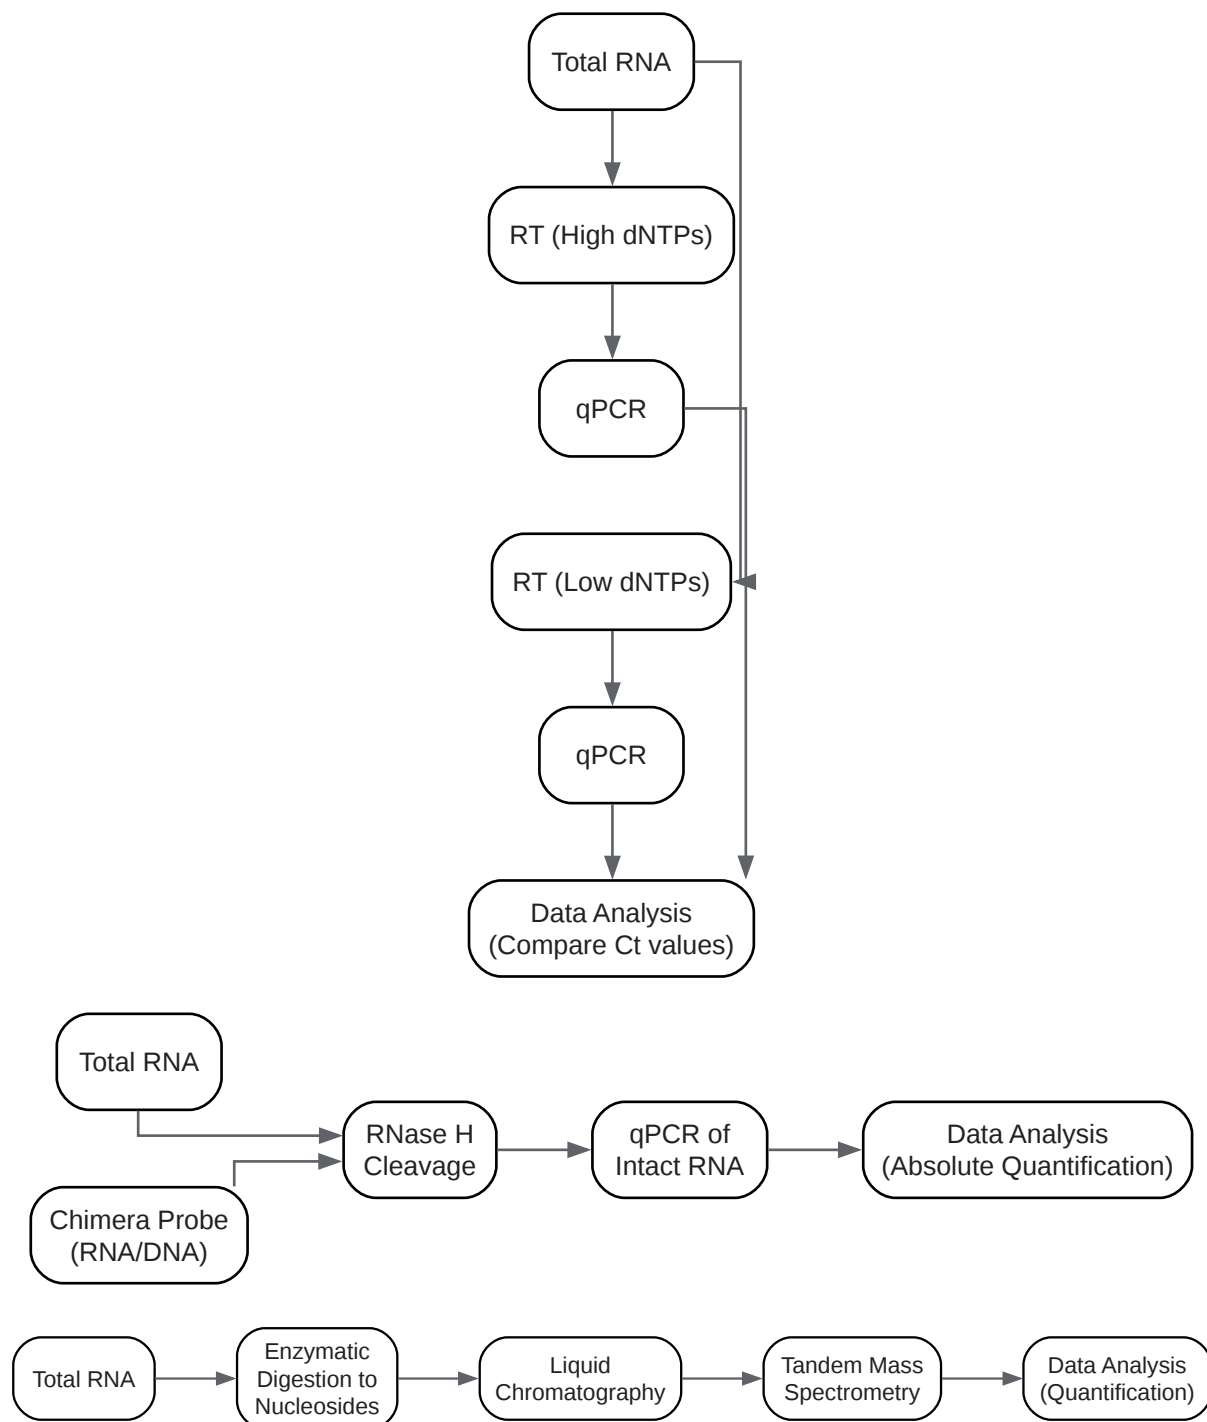 Total RNA
RT (High dNTPs)
qPCR
RT (Low dNTPs)
qPCR
Data Analysis
(Compare Ct values)
Total RNA
Chimera Probe
(RNA/DNA)
RNase H
Cleavage
qPCR of
Intact RNA
Data Analysis
(Absolute Quantification)
Total RNA
Enzymatic
Digestion to
Nucleosides
Liquid
Chromatography
Tandem Mass
Spectrometry
Data Analysis
(Quantification)